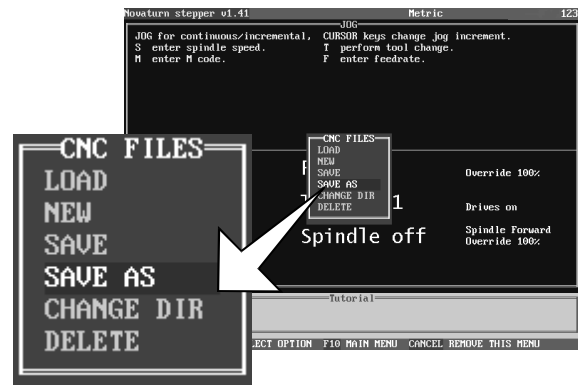 Novaturn stepper v1.41 Metric 123
JOG
JOG for continuous/incremental, CURSOR keys change jog increment.
S enter spindle speed. T perform tool change.
M enter M code. F enter feedrate.
CNC FILES
LOAD
NEW
SAVE
SAVE AS
CHANGE DIR
DELETE
Override 100%
1 Drives on
Spindle off
Spindle Forward
Override 100%
CNC FILES
LOAD
NEW
SAVE
SAVE AS
CHANGE DIR
DELETE
Tutorial
OPTION F10 MAIN MENU CANCEL REMOVE THIS MENU